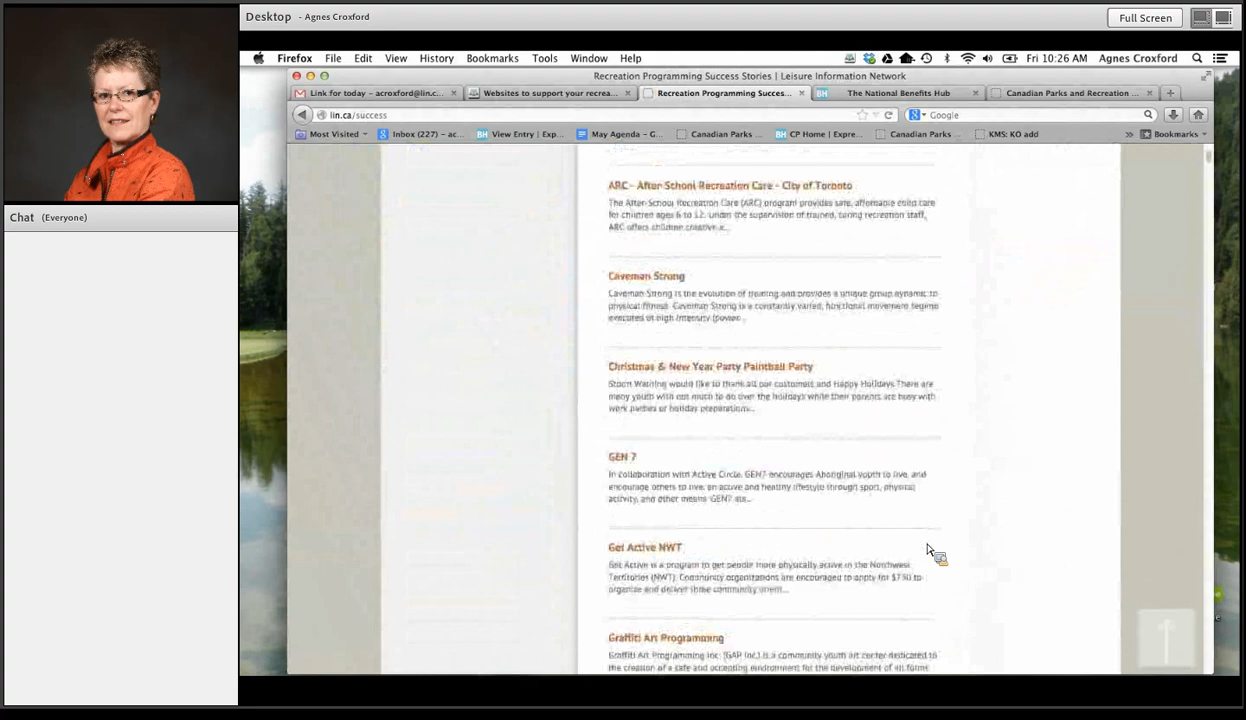 Desktop - Agnes Croxford
Full Screen
Firefox File Edit View History Bookmarks Tools Window Help
Fri 10:26 AM Agnes Croxford
Recreation Programming Success Stories | Leisure Information Network
Link for today – acroxford@lin.c...
Websites to support your recrea...
Recreation Programming Succes...
BH The National Benefits Hub
Canadian Parks and Recreation ...
lin.ca/success
Google
Most Visited
Inbox (227) – ac...
BH View Entry | Exp...
May Agenda – G...
Canadian Parks ...
BH CP Home | Expre...
Canadian Parks ...
KMS: KO add
» Bookmarks
Chat (Everyone)
ARC - After-School Recreation Care - City of Toronto
The After-School Recreation Care (ARC) program provides safe, affordable child care
for children ages 6 to 12. Under the supervision of trained, caring recreation staff,
ARC offers children creative a...
Caveman Strong
Caveman Strong is the evolution of training and provides a unique group dynamic to
physical fitness. Caveman Strong is a constantly varied, functional movement regime
executed at high intensity (power
Christmas & New Year Party Paintball Party
Storm Warning would like to thank all our customers and Happy Holidays There are
many youth with not much to do over the holidays while their parents are busy with
work parties or holiday preparations...
GEN 7
In collaboration with Active Circle, GEN7 encourages Aboriginal youth to live, and
encourage others to live, an active and healthy lifestyle through sport, physical
activity, and other means GEN7
Get Active NWT
Get Active is a program to get people more physically active in the Northwest
Territories (NWT). Community organizations are encouraged to apply for $750 to
organize and deliver these community
Graffiti Art Programming
Graffiti Art Programming Inc. (GAP Inc.) is a community youth art center dedicated to
the creation of a safe and accepting environment for the development of art forms